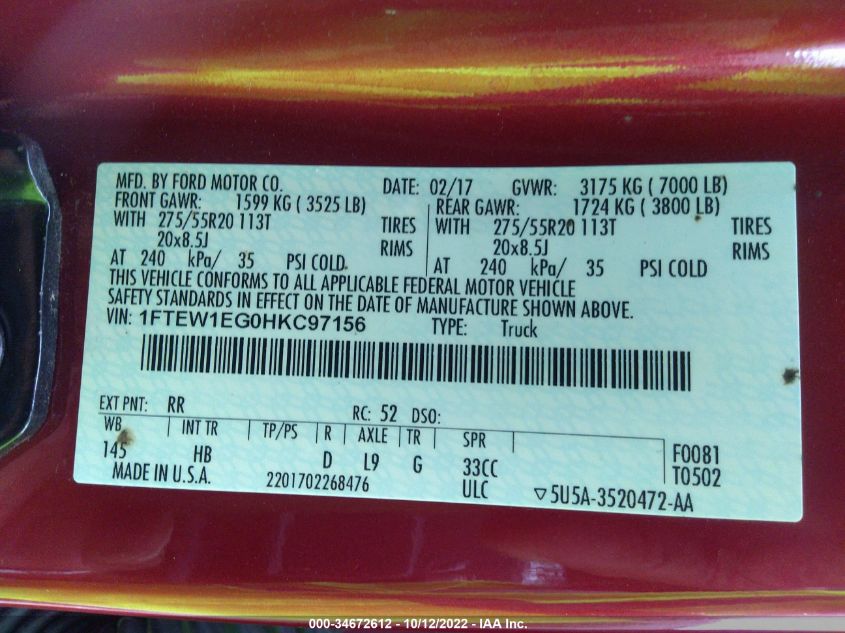 MFD. BY FORD MOTOR CO. DATE: 02/17 GVWR: 3175 KG ( 7000 LB)
FRONT GAWR: 1599 KG ( 3525 LB) REAR GAWR: 1724 KG ( 3800 LB)
WITH 275/55R20 113T TIRES WITH 275/55R20 113T TIRES
20x8.5J RIMS 20x8.5J RIMS
AT 240 kPa/ 35 PSI COLD AT 240 kPa/ 35 PSI COLD
THIS VEHICLE CONFORMS TO ALL APPLICABLE FEDERAL MOTOR VEHICLE
SAFETY STANDARDS IN EFFECT ON THE DATE OF MANUFACTURE SHOWN ABOVE.
VIN: 1FTEW1EG0HKC97156 TYPE: Truck
EXT PNT: RR RC: 52 DSO:
WB INT TR TP/PS R AXLE TR SPR F0081
145 HB D L9 G 33CC T0502
MADE IN U.S.A. 2201702268476 ULC ▽5U5A-3520472-AA
000-34672612 - 10/12/2022 - IAA Inc.